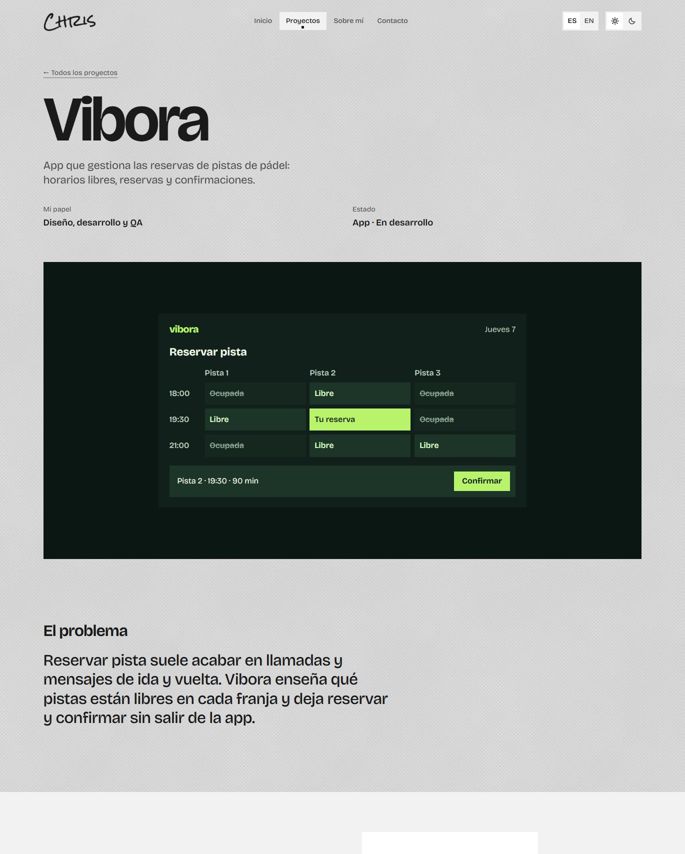 CHRIS
Inicio
Proyectos
Sobre mí
Contacto
ES EN
← Todos los proyectos
Vibora
App que gestiona las reservas de pistas de pádel:
horarios libres, reservas y confirmaciones.
Mi papel
Diseño, desarrollo y QA
Estado
App · En desarrollo
vibora
Jueves 7
Reservar pista
Pista 1 Pista 2 Pista 3
18:00 Ocupada Libre Ocupada
19:30 Libre Tu reserva Ocupada
21:00 Ocupada Libre Libre
Pista 2 · 19:30 · 90 min
Confirmar
El problema
Reservar pista suele acabar en llamadas y
mensajes de ida y vuelta. Vibora enseña qué
pistas están libres en cada franja y deja reservar
y confirmar sin salir de la app.